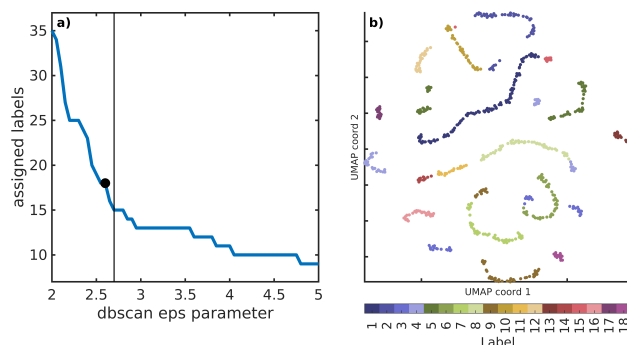 a)
35
30
25
20
15
10
assigned labels
2 2.5 3 3.5 4 4.5 5
dbscan eps parameter
b)
UMAP coord 2
UMAP coord 1
1 2 3 4 5 6 7 8 9 10 11 12 13 14 15 16 17 18
Label